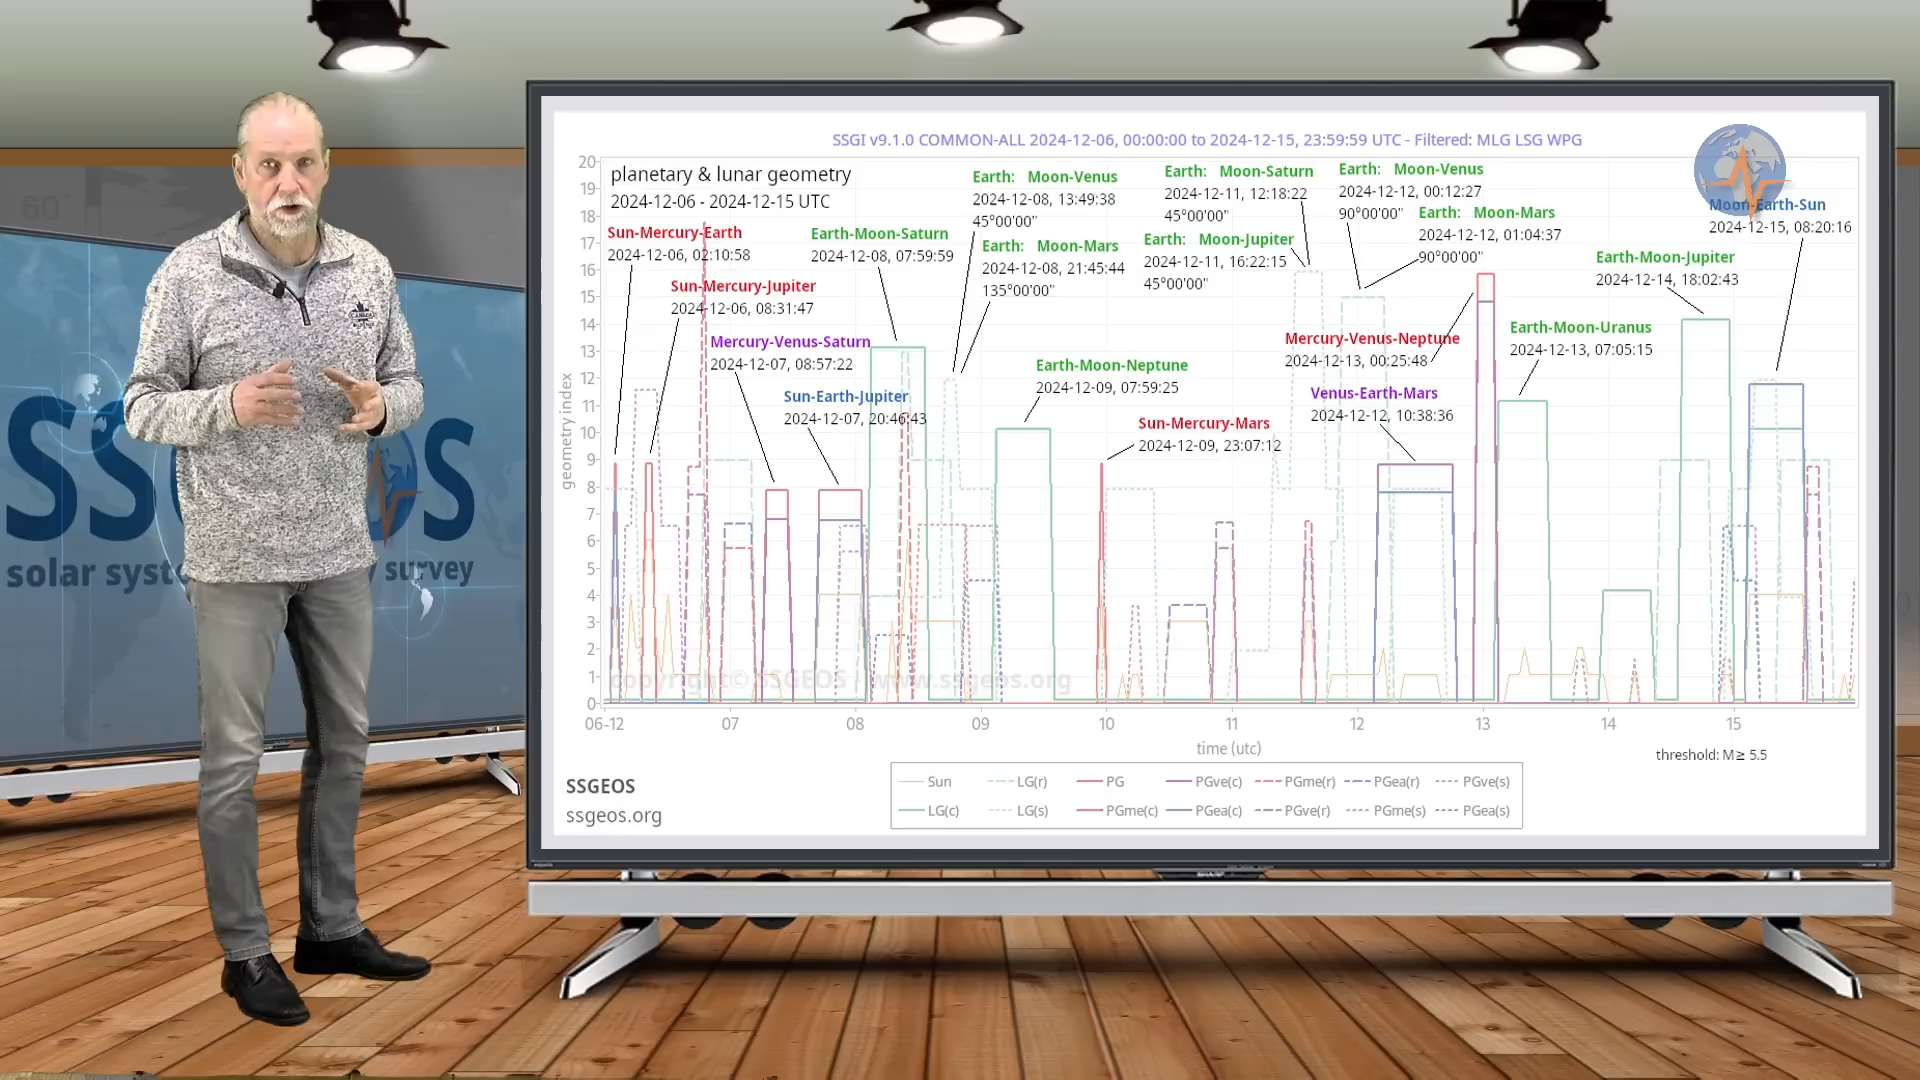 SSGI v9.1.0 COMMON-ALL 2024-12-06, 00:00:00 to 2024-12-15, 23:59:59 UTC - Filtered: MLG LSG WPG
planetary & lunar geometry
2024-12-06 - 2024-12-15 UTC
Sun-Mercury-Earth
2024-12-06, 02:10:58
Sun-Mercury-Jupiter
2024-12-06, 08:31:47
Mercury-Venus-Saturn
2024-12-07, 08:57:22
Sun-Earth-Jupiter
2024-12-07, 20:46:43
Earth-Moon-Saturn
2024-12-08, 07:59:59
Earth: Moon-Venus
2024-12-08, 13:49:38
45°00'00"
Earth: Moon-Mars
2024-12-08, 21:45:44
135°00'00"
Earth-Moon-Neptune
2024-12-09, 07:59:25
Sun-Mercury-Mars
2024-12-09, 23:07:12
Earth: Moon-Saturn
2024-12-11, 12:18:22
45°00'00"
Earth: Moon-Jupiter
2024-12-11, 16:22:15
45°00'00"
Earth: Moon-Venus
2024-12-12, 00:12:27
90°00'00"
Earth: Moon-Mars
2024-12-12, 01:04:37
90°00'00"
Mercury-Venus-Neptune
2024-12-13, 00:25:48
Venus-Earth-Mars
2024-12-12, 10:38:36
Earth-Moon-Uranus
2024-12-13, 07:05:15
Earth-Moon-Jupiter
2024-12-14, 18:02:43
Moon-Earth-Sun
2024-12-15, 08:20:16
geometry index
20
19
18
17
16
15
14
13
12
11
10
9
8
7
6
5
4
3
2
1
0
copyright© SSGEOS - www.ssgeos.org
06-12 07 08 09 10 11 12 13 14 15
time (utc)
threshold: M≥ 5.5
SSGEOS
ssgeos.org
Sun LG(r) PG PGve(c) PGme(r) PGea(r) PGve(s)
LG(c) LG(s) PGme(c) PGea(c) PGve(r) PGme(s) PGea(s)
SHARP
60°
CANADA